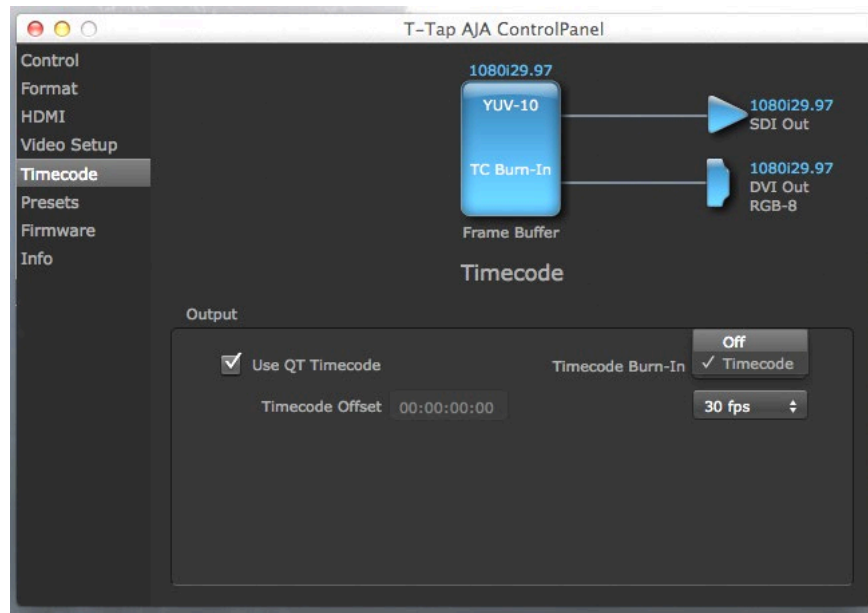 T-Tap AJA ControlPanel
Control
Format
HDMI
Video Setup
Timecode
Presets
Firmware
Info
1080i29.97
YUV-10
TC Burn-In
Frame Buffer
1080i29.97
SDI Out
1080i29.97
DVI Out
RGB-8
Timecode
Output
Use QT Timecode
Timecode Burn-In
Off
✓ Timecode
Timecode Offset 00:00:00:00
30 fps